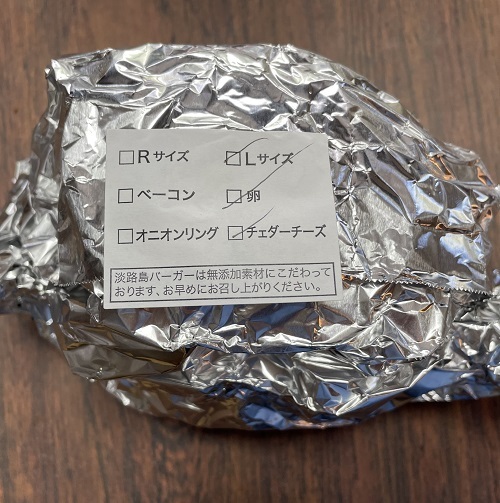 □Rサイズ ☑Lサイズ
□ベーコン ☑卵
□オニオンリング ☑チェダーチーズ
淡路島バーガーは無添加素材にこだわって
おります、お早めにお召し上がりください。